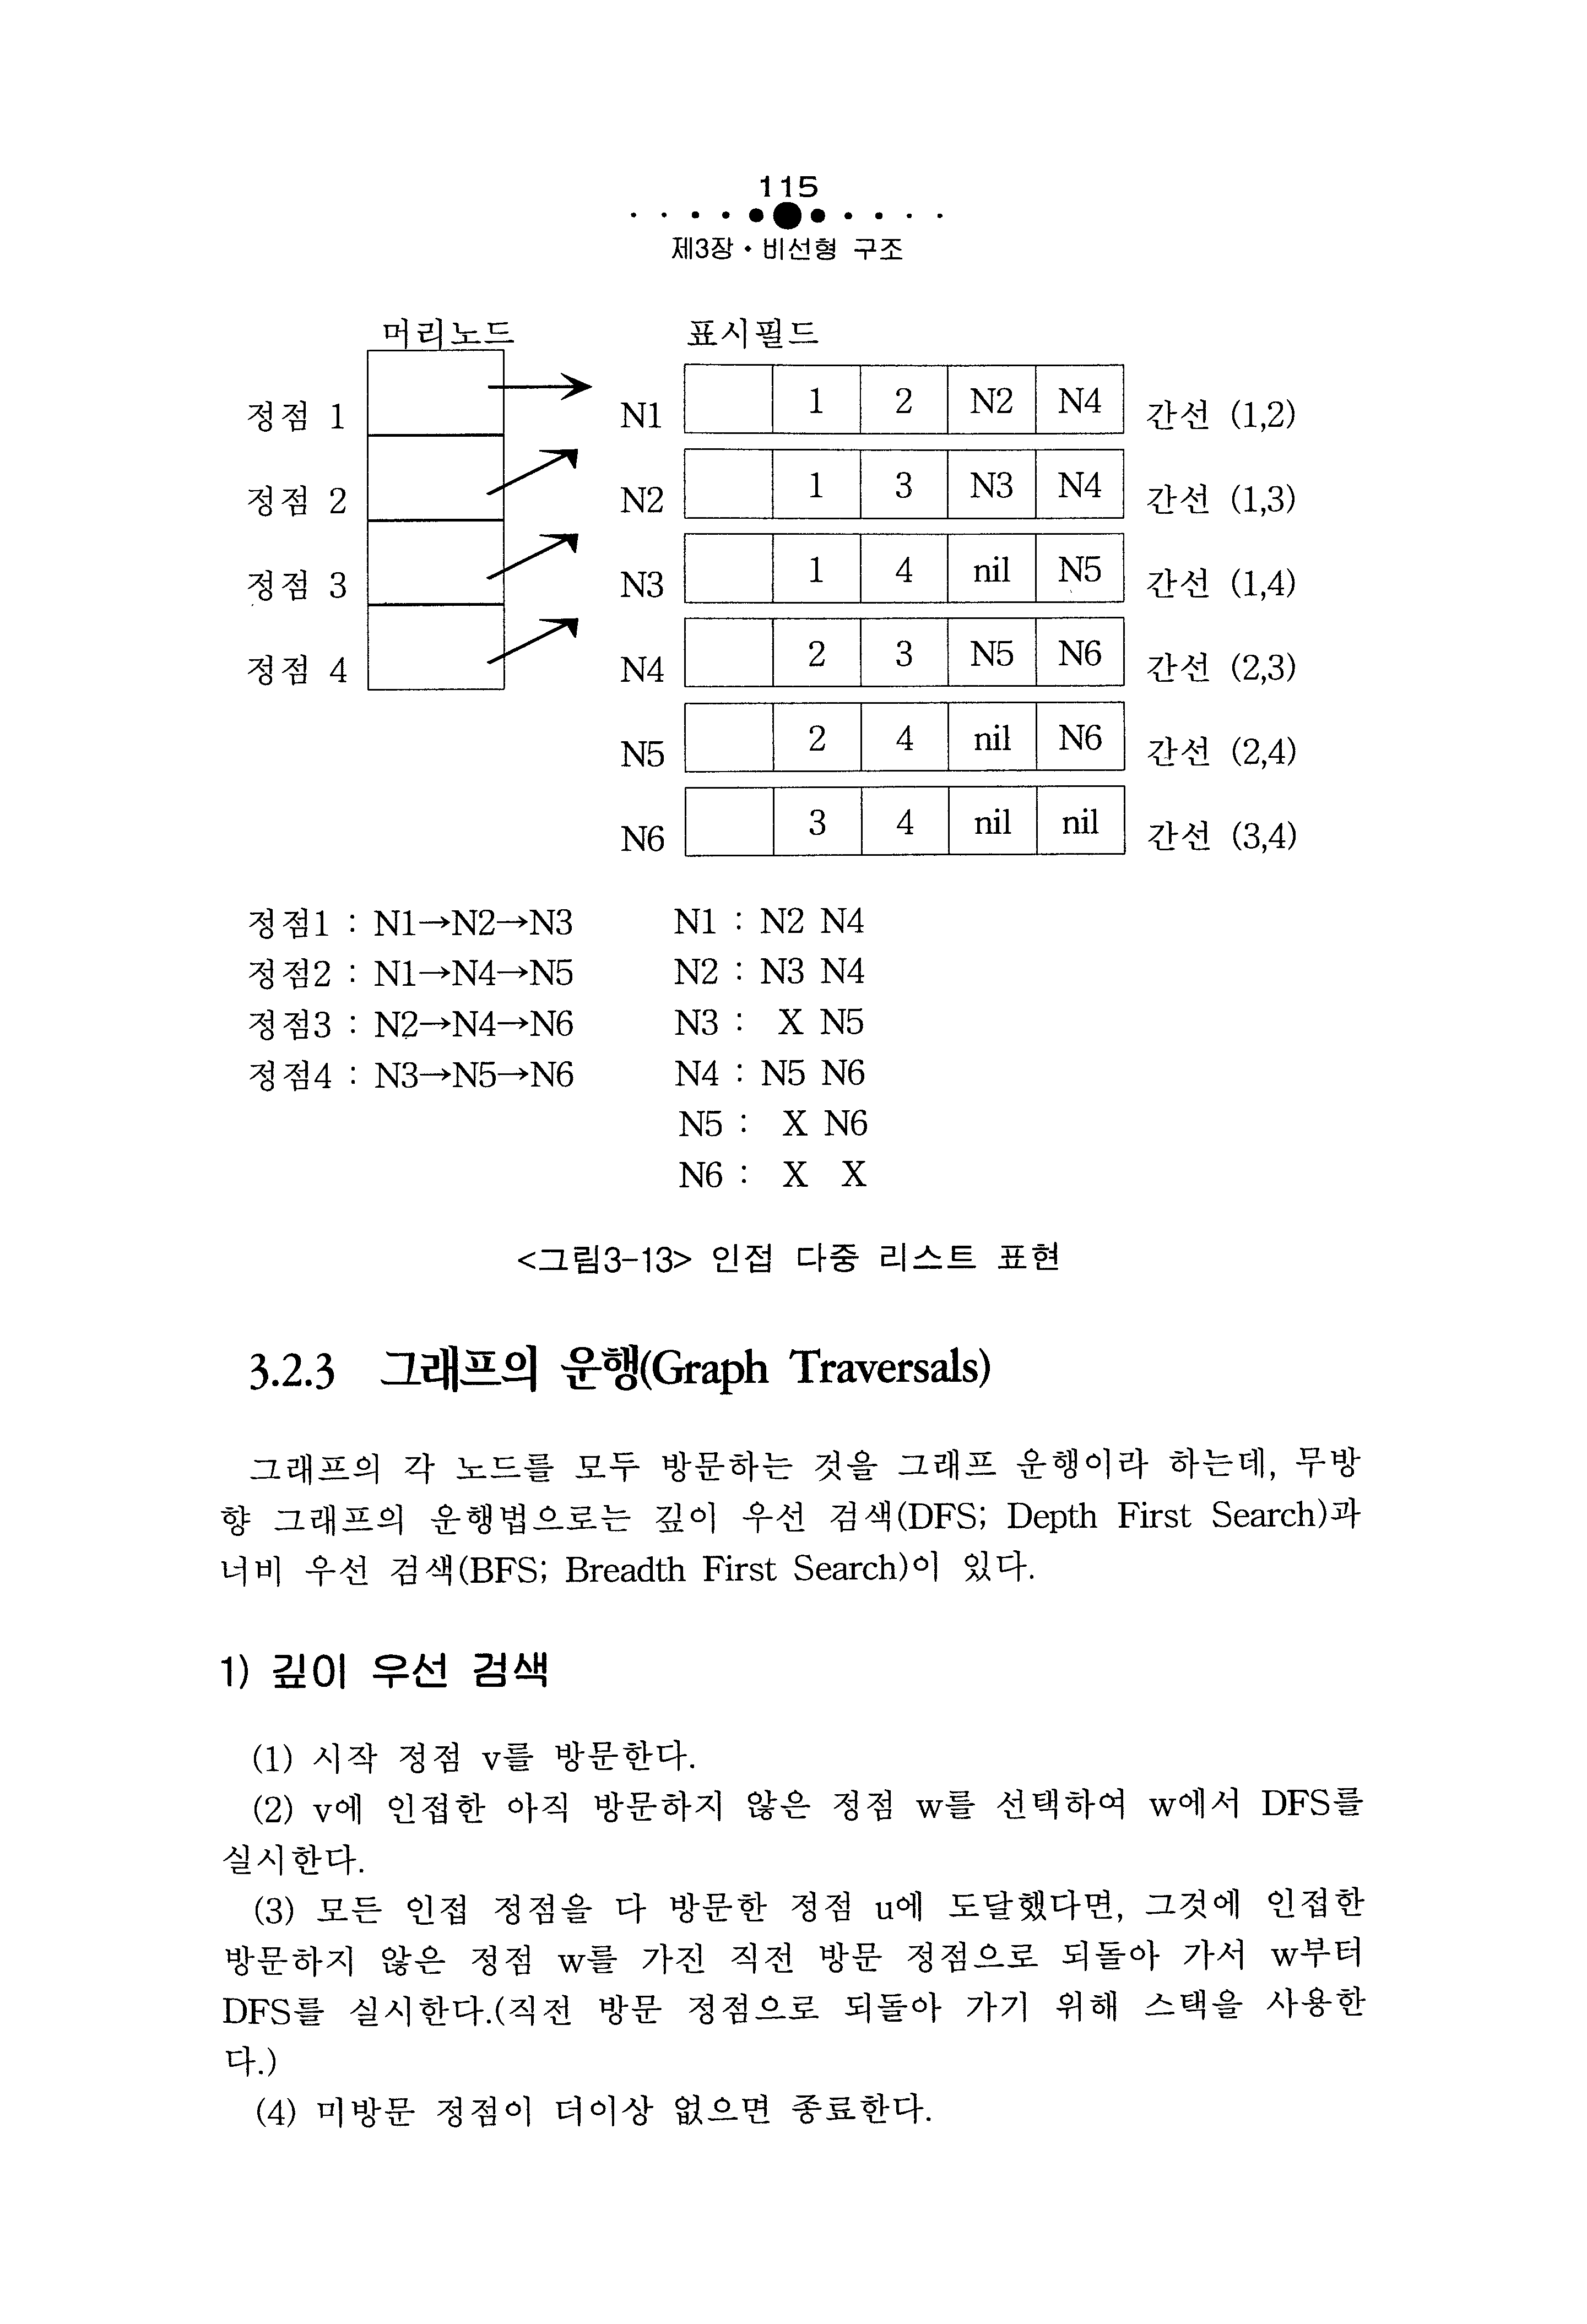 115
제3장 • 비선형 구조
머리노드 표시필드
정점 1 N1 1 2 N2 N4 간선 (1,2)
정점 2 N2 1 3 N3 N4 간선 (1,3)
정점 3 N3 1 4 nil N5 간선 (1,4)
정점 4 N4 2 3 N5 N6 간선 (2,3)
N5 2 4 nil N6 간선 (2,4)
N6 3 4 nil nil 간선 (3,4)
정점1 : N1→N2→N3 N1 : N2 N4
정점2 : N1→N4→N5 N2 : N3 N4
정점3 : N2→N4→N6 N3 : X N5
정점4 : N3→N5→N6 N4 : N5 N6
N5 : X N6
N6 : X X
<그림3-13> 인접 다중 리스트 표현
3.2.3 그래프의 운행(Graph Traversals)
그래프의 각 노드를 모두 방문하는 것을 그래프 운행이라 하는데, 무방
향 그래프의 운행법으로는 깊이 우선 검색(DFS; Depth First Search)과
너비 우선 검색(BFS; Breadth First Search)이 있다.
1) 깊이 우선 검색
(1) 시작 정점 v를 방문한다.
(2) v에 인접한 아직 방문하지 않은 정점 w를 선택하여 w에서 DFS를
실시한다.
(3) 모든 인접 정점을 다 방문한 정점 u에 도달했다면, 그것에 인접한
방문하지 않은 정점 w를 가진 직전 방문 정점으로 되돌아 가서 w부터
DFS를 실시한다.(직전 방문 정점으로 되돌아 가기 위해 스택을 사용한
다.)
(4) 미방문 정점이 더이상 없으면 종료한다.